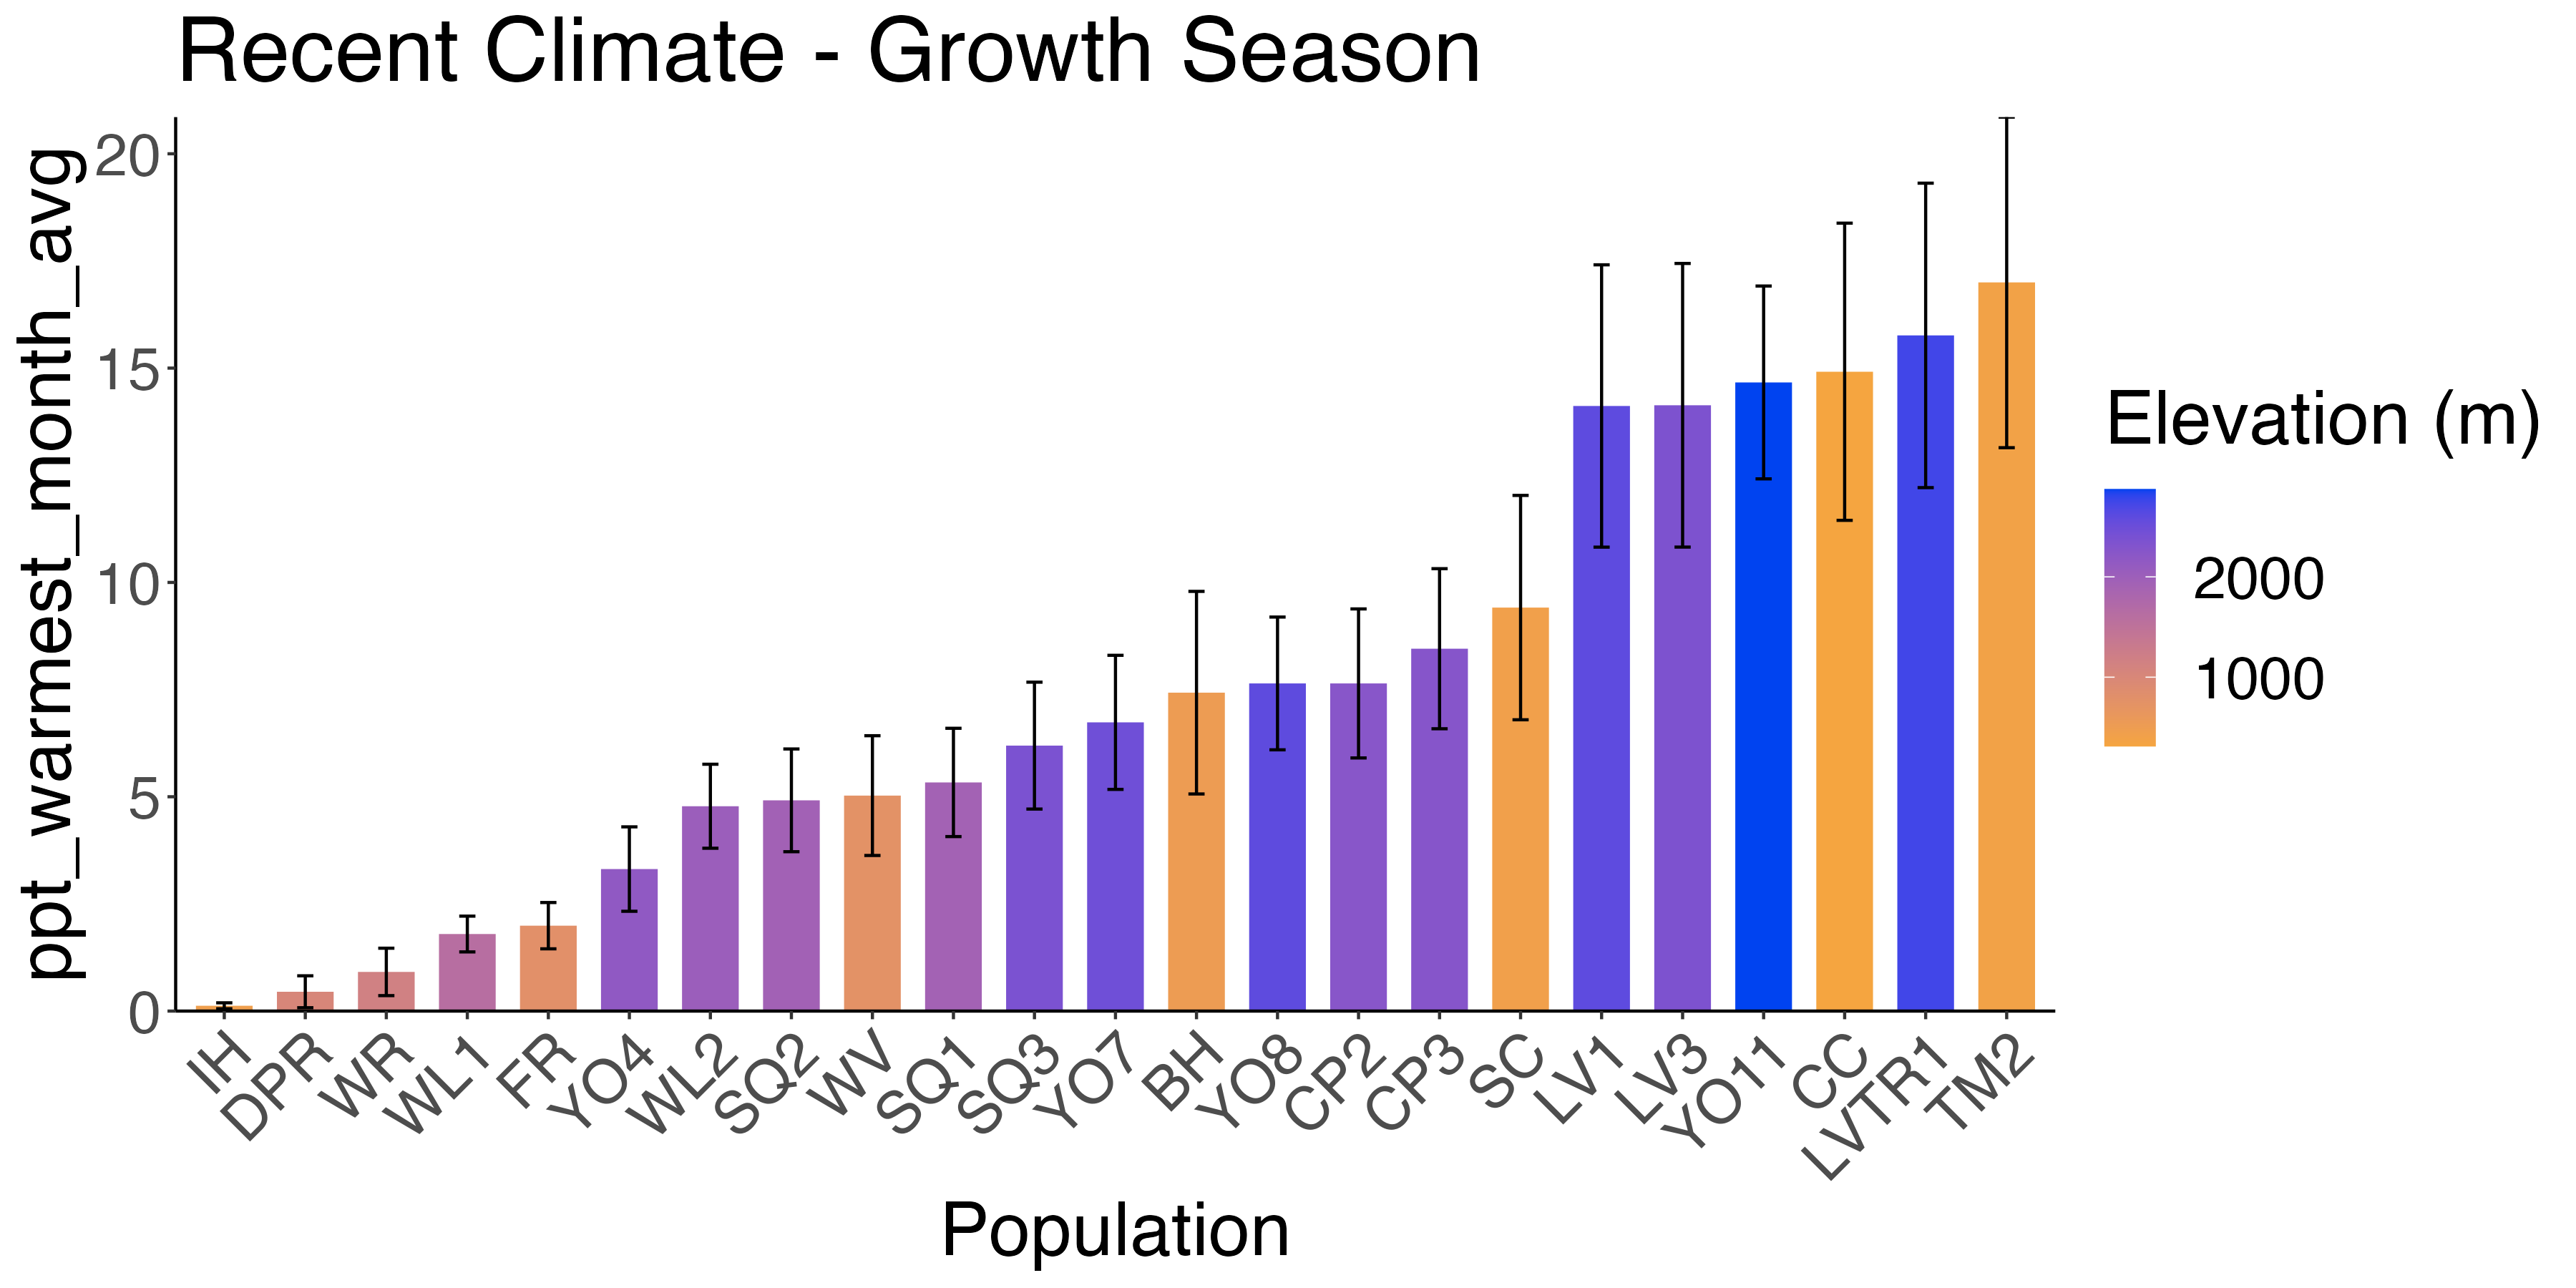 Recent Climate - Growth Season
ppt_warmest_month_avg
20
15
10
5
0
IH
DPR
WR
WL1
FR
YO4
WL2
SQ2
WV
SQ1
SQ3
YO7
BH
YO8
CP2
CP3
SC
LV1
LV3
YO11
CC
LVTR1
TM2
Population
Elevation (m)
2000
1000